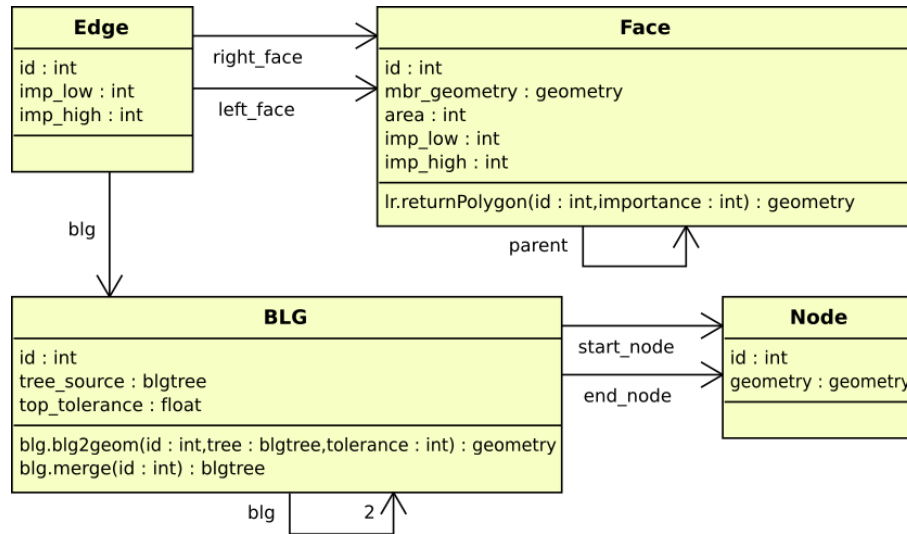 Edge
id : int
imp_low : int
imp_high : int
right_face
left_face
Face
id : int
mbr_geometry : geometry
area : int
imp_low : int
imp_high : int
lr.returnPolygon(id : int,importance : int) : geometry
parent
blg
BLG
id : int
tree_source : blgtree
top_tolerance : float
blg.blg2geom(id : int,tree : blgtree,tolerance : int) : geometry
blg.merge(id : int) : blgtree
blg
2
start_node
end_node
Node
id : int
geometry : geometry